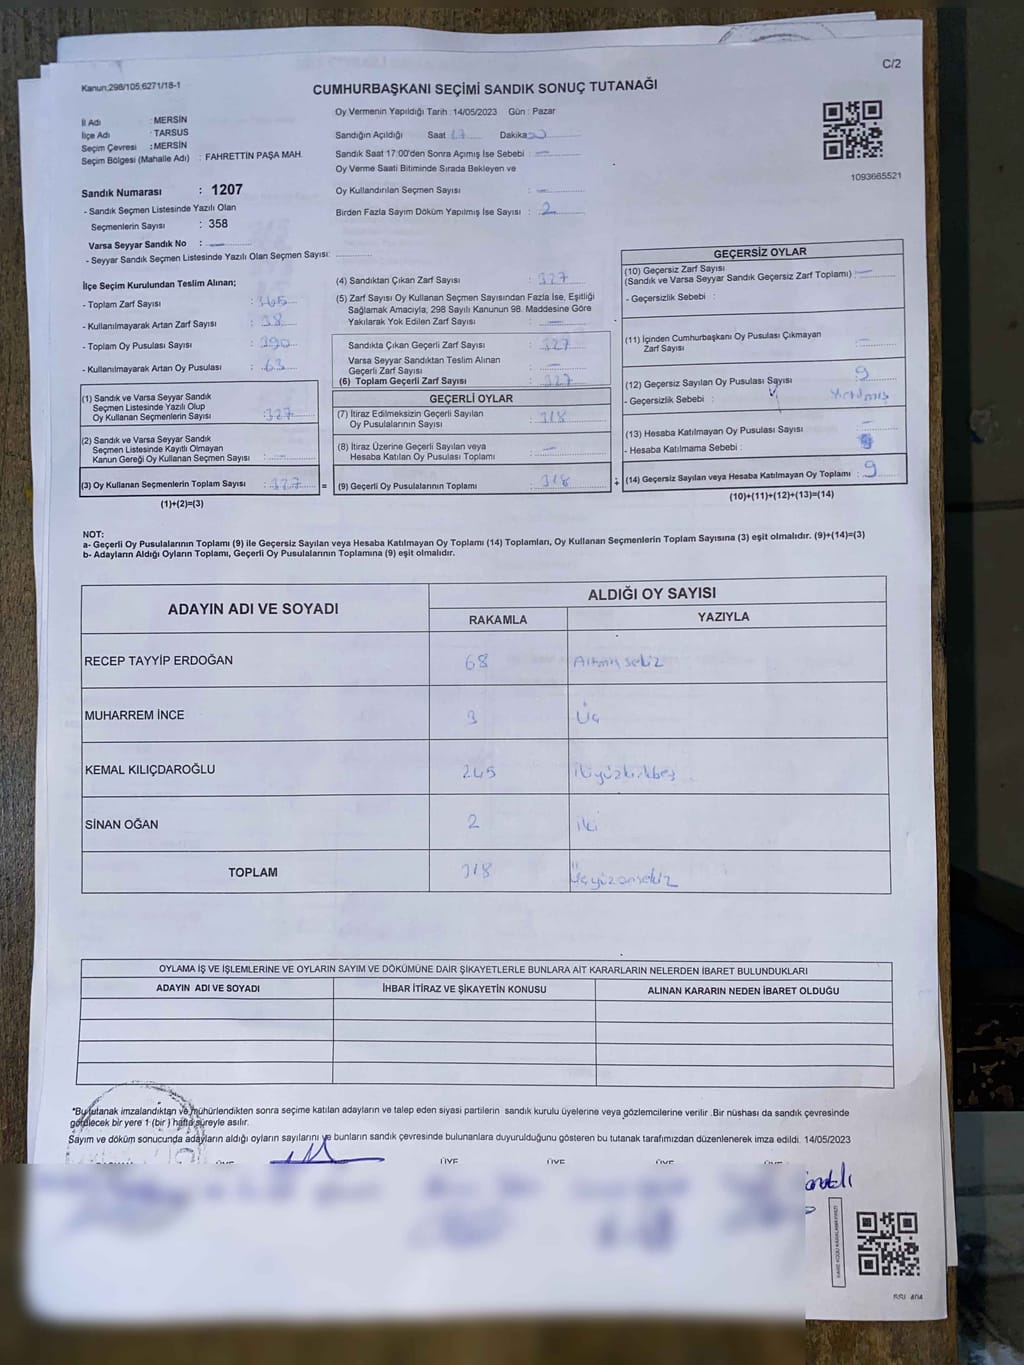 C/2
Kanun:298/105;6271/18-1
CUMHURBAŞKANI SEÇİMİ SANDIK SONUÇ TUTANAĞI
İl Adı : MERSİN
İlçe Adı : TARSUS
Seçim Çevresi : MERSİN
Seçim Bölgesi (Mahalle Adı) : FAHRETTİN PAŞA MAH.
Sandık Numarası : 1207
- Sandık Seçmen Listesinde Yazılı Olan
Seçmenlerin Sayısı : 358
Varsa Seyyar Sandık No : —
- Seyyar Sandık Seçmen Listesinde Yazılı Olan Seçmen Sayısı:
Oy Vermenin Yapıldığı Tarih : 14/05/2023 Gün : Pazar
Sandığın Açıldığı Saat 17 Dakika
Sandık Saat 17:00'den Sonra Açımış İse Sebebi : —
Oy Verme Saati Bitiminde Sırada Bekleyen ve
Oy Kullandırılan Seçmen Sayısı : —
Birden Fazla Sayım Döküm Yapılmış İse Sayısı : 2
1093665521
İlçe Seçim Kurulundan Teslim Alınan;
- Toplam Zarf Sayısı : 365
- Kullanılmayarak Artan Zarf Sayısı : 38
- Toplam Oy Pusulası Sayısı : 390
- Kullanılmayarak Artan Oy Pusulası : 63
(1) Sandık ve Varsa Seyyar Sandık
Seçmen Listesinde Yazılı Olup
Oy Kullanan Seçmenlerin Sayısı : 327
(2) Sandık ve Varsa Seyyar Sandık
Seçmen Listesinde Kayıtlı Olmayan
Kanun Gereği Oy Kullanan Seçmen Sayısı : —
(3) Oy Kullanan Seçmenlerin Toplam Sayısı : 327 =
(1)+(2)=(3)
(4) Sandıktan Çıkan Zarf Sayısı : 327
(5) Zarf Sayısı Oy Kullanan Seçmen Sayısından Fazla İse, Eşitliği
Sağlamak Amacıyla, 298 Sayılı Kanunun 98. Maddesine Göre
Yakılarak Yok Edilen Zarf Sayısı : —
Sandıkta Çıkan Geçerli Zarf Sayısı : 327
Varsa Seyyar Sandıktan Teslim Alınan
Geçerli Zarf Sayısı : —
(6) Toplam Geçerli Zarf Sayısı : 327
GEÇERLİ OYLAR
(7) İtiraz Edilmeksizin Geçerli Sayılan
Oy Pusulalarının Sayısı : 318
(8) İtiraz Üzerine Geçerli Sayılan veya
Hesaba Katılan Oy Pusulası Toplamı : —
(9) Geçerli Oy Pusulalarının Toplamı : 318 +
GEÇERSİZ OYLAR
(10) Geçersiz Zarf Sayısı
(Sandık ve Varsa Seyyar Sandık Geçersiz Zarf Toplamı) : —
- Geçersizlik Sebebi :
(11) İçinden Cumhurbaşkanı Oy Pusulası Çıkmayan
Zarf Sayısı : —
(12) Geçersiz Sayılan Oy Pusulası Sayısı : 9
- Geçersizlik Sebebi : Yırtılmış
(13) Hesaba Katılmayan Oy Pusulası Sayısı : —
- Hesaba Katılmama Sebebi :
(14) Geçersiz Sayılan veya Hesaba Katılmayan Oy Toplamı : 9
(10)+(11)+(12)+(13)=(14)
NOT:
a- Geçerli Oy Pusulalarının Toplamı (9) ile Geçersiz Sayılan veya Hesaba Katılmayan Oy Toplamı (14) Toplamları, Oy Kullanan Seçmenlerin Toplam Sayısına (3) eşit olmalıdır. (9)+(14)=(3)
b- Adayların Aldığı Oyların Toplamı, Geçerli Oy Pusulalarının Toplamına (9) eşit olmalıdır.
ADAYIN ADI VE SOYADI ALDIĞI OY SAYISI
RAKAMLA YAZIYLA
RECEP TAYYİP ERDOĞAN 68 Altmış sekiz
MUHARREM İNCE 3 Üç
KEMAL KILIÇDAROĞLU 245 ikiyüzkırkbeş
SİNAN OĞAN 2 iki
TOPLAM 318 Üçyüzonsekiz
OYLAMA İŞ VE İŞLEMLERİNE VE OYLARIN SAYIM VE DÖKÜMÜNE DAİR ŞİKAYETLERLE BUNLARA AİT KARARLARIN NELERDEN İBARET BULUNDUKLARI
ADAYIN ADI VE SOYADI İHBAR İTİRAZ VE ŞİKAYETİN KONUSU ALINAN KARARIN NEDEN İBARET OLDUĞU
*Bu tutanak imzalandıktan ve mühürlendikten sonra seçime katılan adayların ve talep eden siyasi partilerin sandık kurulu üyelerine veya gözlemcilerine verilir .Bir nüshası da sandık çevresinde
görülecek bir yere 1 (bir ) hafta süreyle asılır.
Sayım ve döküm sonucunda adayların aldığı oyların sayılarını ve bunların sandık çevresinde bulunanlara duyurulduğunu gösteren bu tutanak tarafımızdan düzenlenerek imza edildi. 14/05/2023
ÜYE ÜYE ÜYE ÜYE ÜYE